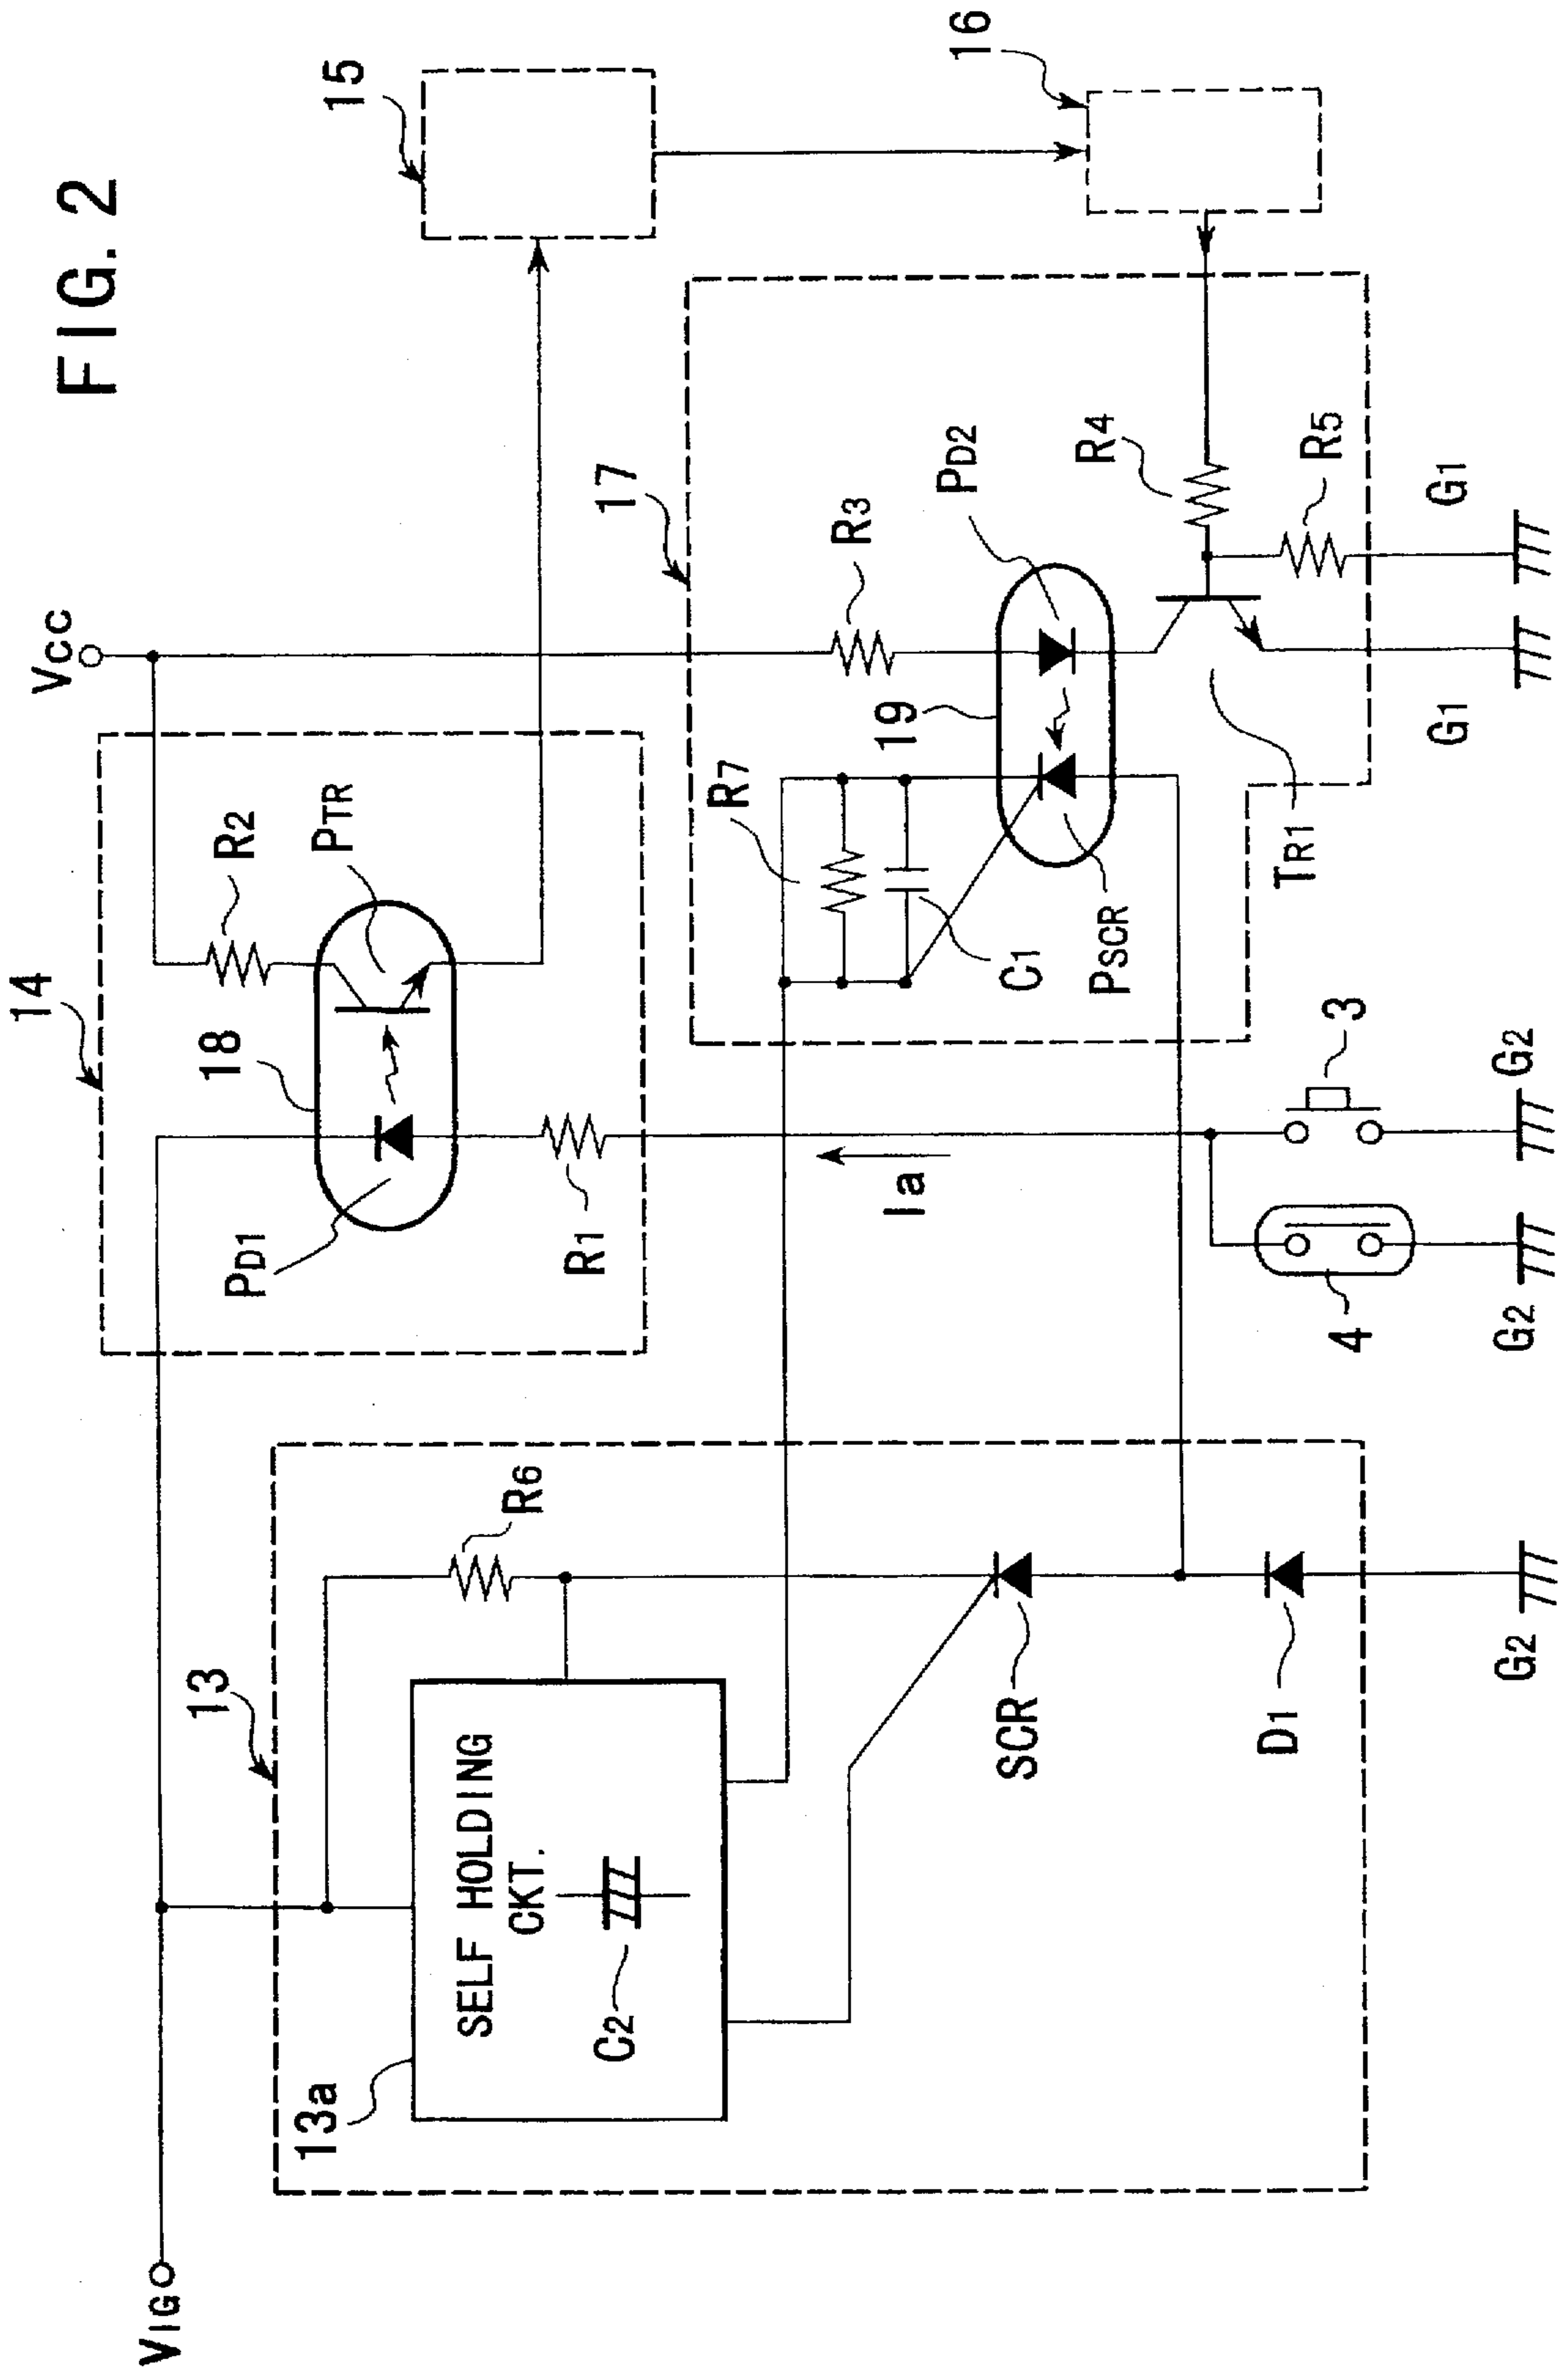 FIG. 2
15
16
Vcc
14
R2
PTR
18
PD1
R1
17
R3
PD2
R4
R5
G1
G1
19
R7
C1
PSCR
TR1
Ia
3
G2
4
G2
13
R6
13a
SELF HOLDING
CKT.
C2
SCR
D1
G2
VIG